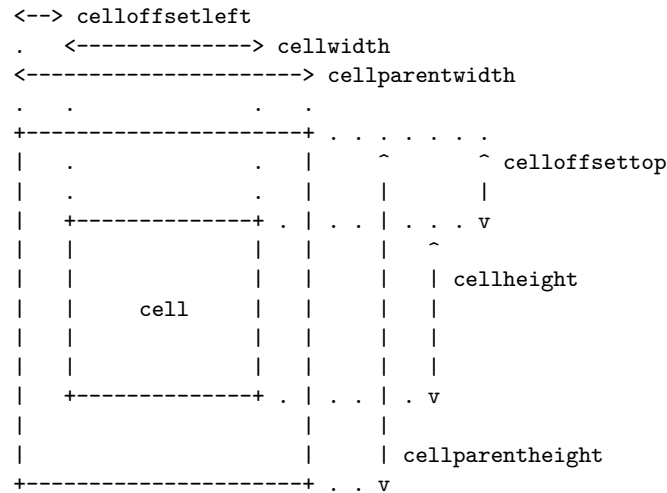 <--> celloffsetleft
.   <--------------> cellwidth
<----------------------> cellparentwidth
.   .              .   .
+----------------------+ . . . . . . .
|   .              .   |     ^       ^ celloffsettop
|   .              .   |     |       |
|   +--------------+ . | . . | . . . v
|   |              |   |     |   ^
|   |              |   |     |   | cellheight
|   |     cell     |   |     |   |
|   |              |   |     |   |
|   |              |   |     |   |
|   +--------------+ . | . . | . v
|                      |     |
|                      |     | cellparentheight
+----------------------+ . . v